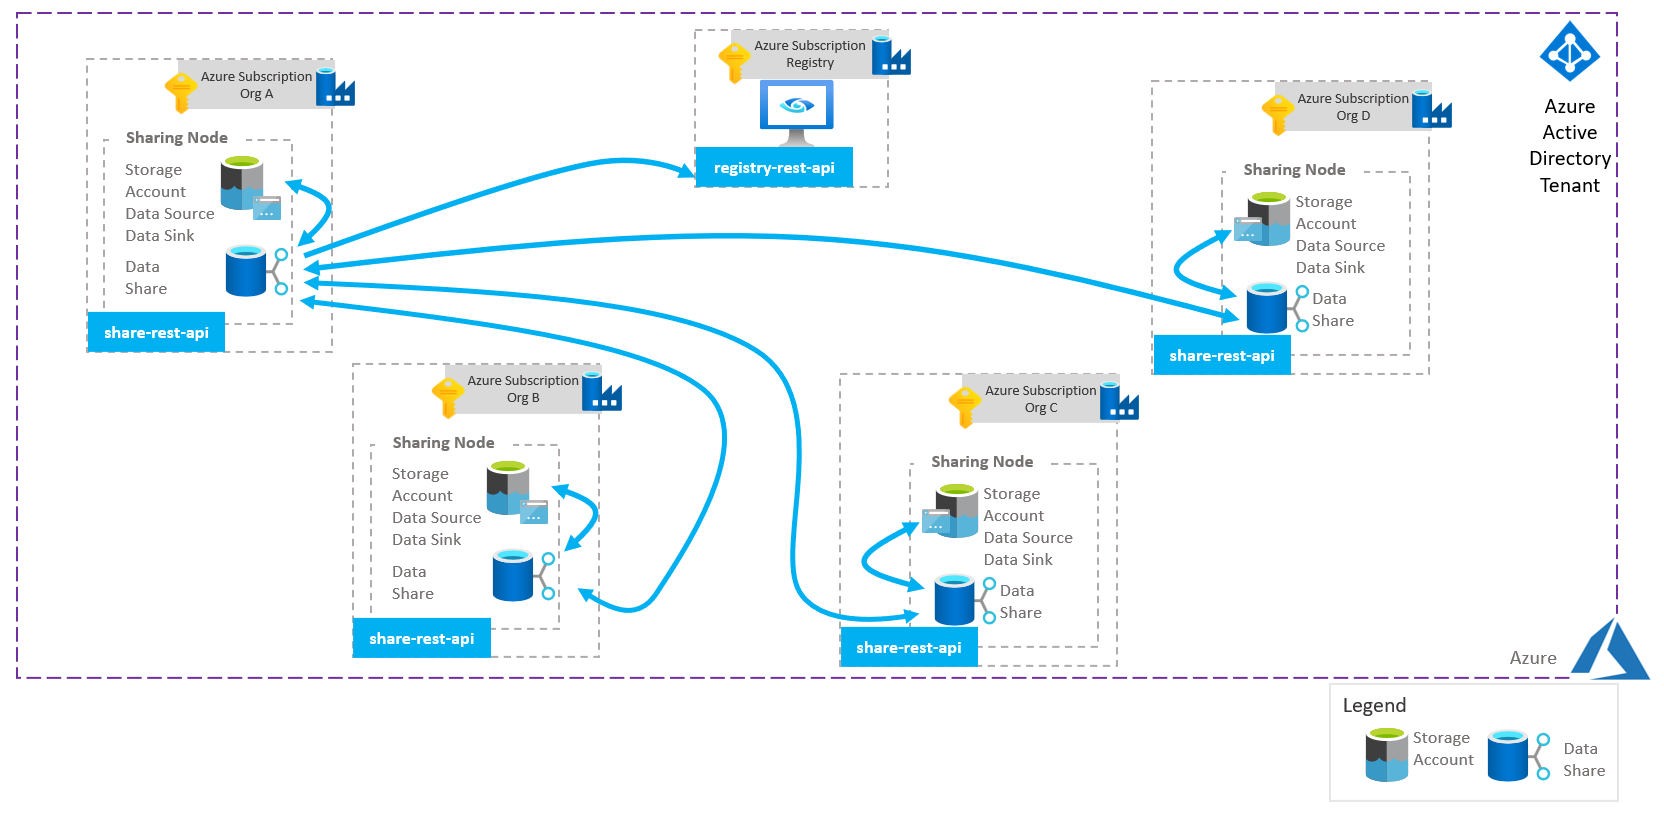 Azure Subscription
Org A
Sharing Node
Storage
Account
Data Source
Data Sink
Data
Share
share-rest-api
Azure Subscription
Registry
registry-rest-api
Azure Subscription
Org D
Sharing Node
Storage
Account
Data Source
Data Sink
Data
Share
share-rest-api
Azure
Active
Directory
Tenant
Azure Subscription
Org B
Sharing Node
Storage
Account
Data Source
Data Sink
Data
Share
share-rest-api
Azure Subscription
Org C
Sharing Node
Storage
Account
Data Source
Data Sink
Data
Share
share-rest-api
Azure
Legend
Storage
Account
Data
Share